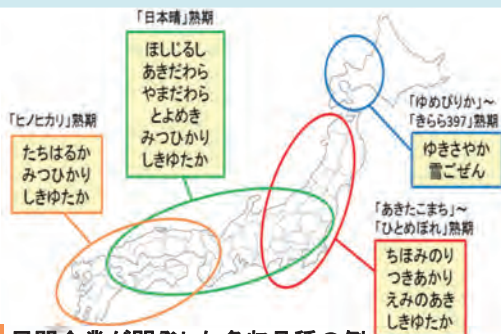 「日本晴」熟期
ほしじるし
あきだわら
やまだわら
とよめき
みつひかり
しきゆたか
「ヒノヒカリ」熟期
たちはるか
みつひかり
しきゆたか
「ゆめぴりか」～
「きらら397」熟期
ゆきさやか
雪ごぜん
「あきたこまち」～
「ひとめぼれ」熟期
ちほみのり
つきあかり
えみのあき
しきゆたか